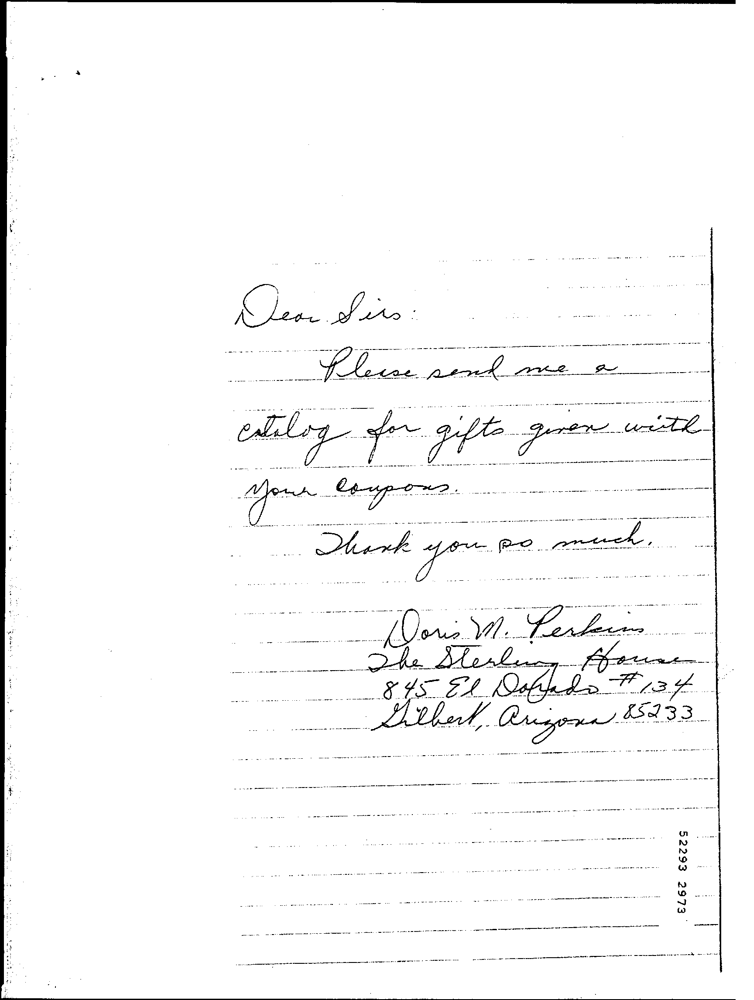 Dear Sirs:
Please send me a
catalog for gifts given with
your coupons.
Thank you so much.
Doris M. Perkins
The Sterling House
845 El Dorado #134
Gilbert, Arizona 85233
52293 2973